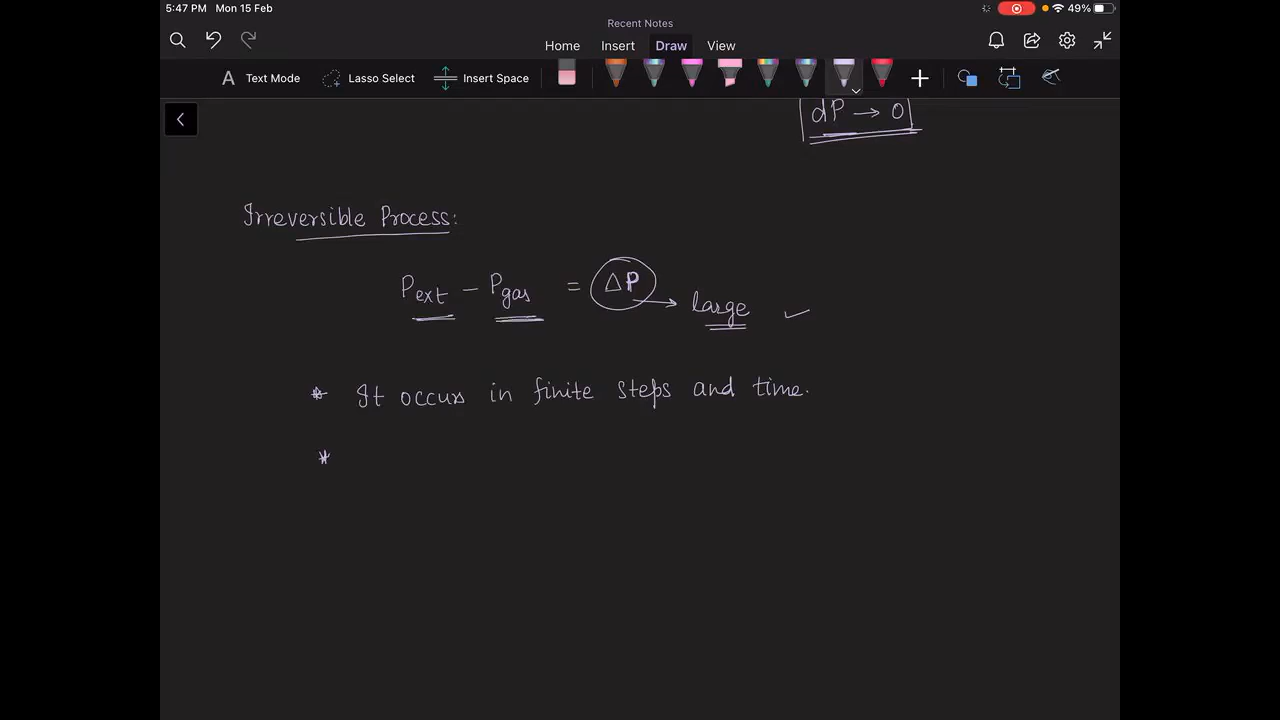 5:47 PM Mon 15 Feb 49%
Recent Notes
Home Insert Draw View
A Text Mode Lasso Select Insert Space
dP → 0
Irreversible Process:
Pext – Pgas = ΔP → large ✓
* It occurs in finite steps and time.
*